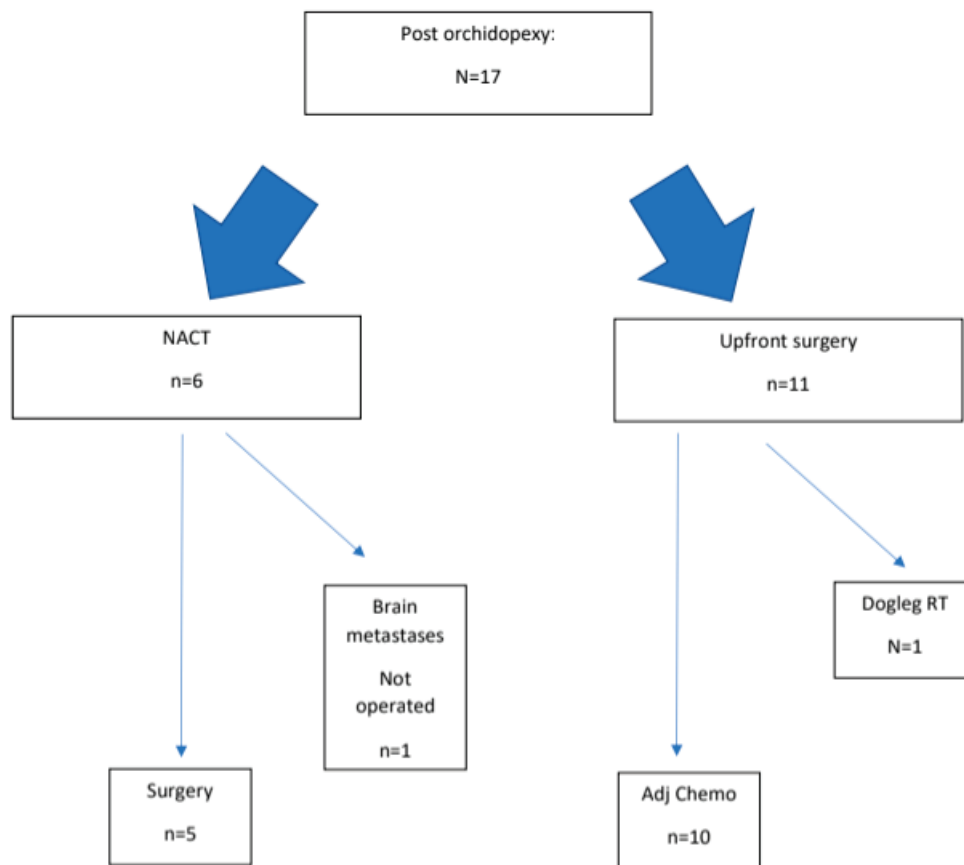 Post orchidopexy:
N=17
NACT
n=6
Upfront surgery
n=11
Brain
metastases
Not
operated
n=1
Dogleg RT
N=1
Surgery
n=5
Adj Chemo
n=10